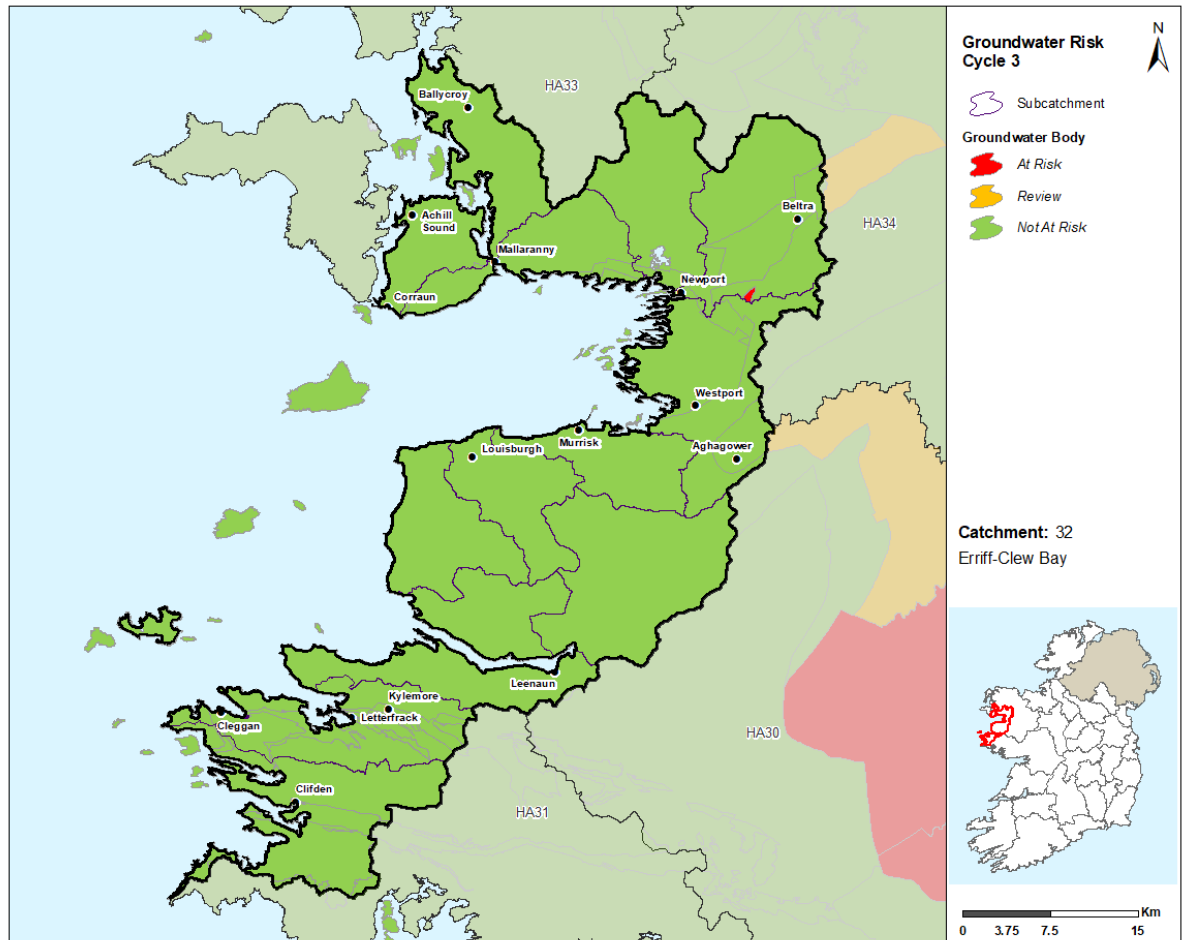 HA33
Ballycroy
Achill
Sound
Beltra
HA34
Mallaranny
Newport
Corraun
Westport
Murrisk
Aghagower
Louisburgh
Leenaun
Kylemore
Letterfrack
Cleggan
HA30
Clifden
HA31
Groundwater Risk
Cycle 3
N
Subcatchment
Groundwater Body
At Risk
Review
Not At Risk
Catchment: 32
Erriff-Clew Bay
Km
0 3.75 7.5 15